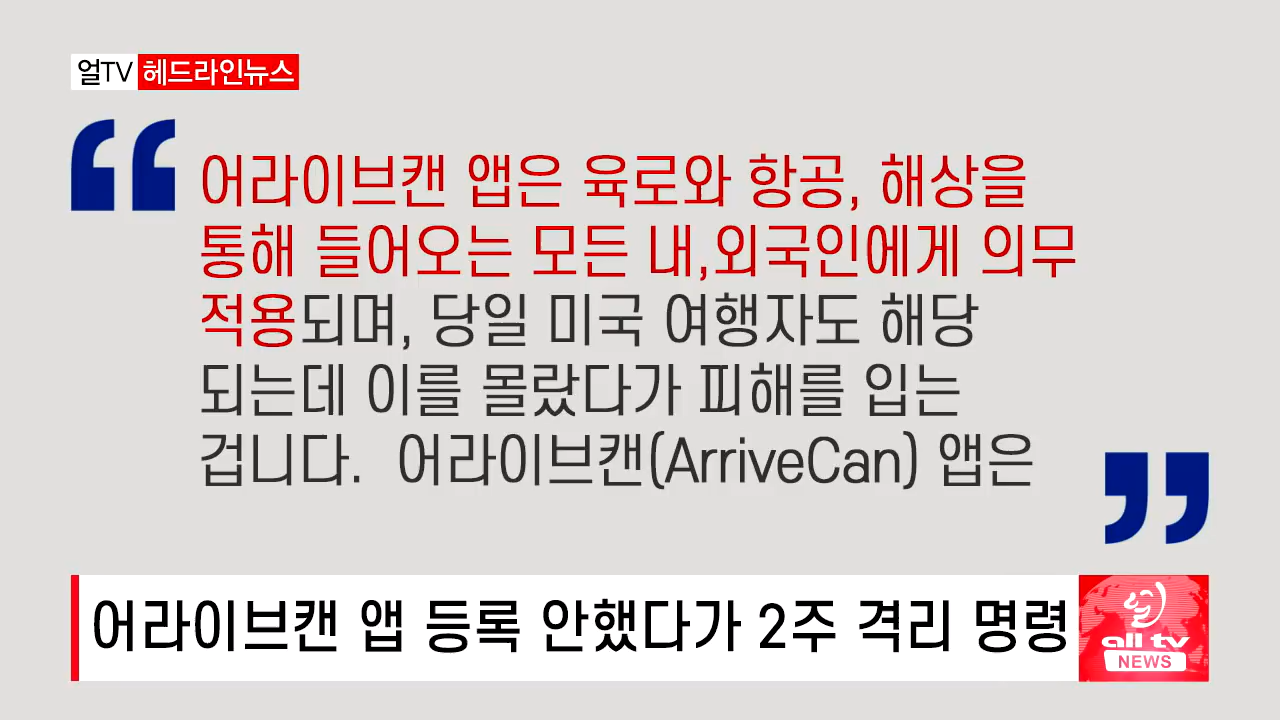 얼TV 헤드라인뉴스
어라이브캔 앱은 육로와 항공, 해상을
통해 들어오는 모든 내,외국인에게 의무
적용되며, 당일 미국 여행자도 해당
되는데 이를 몰랐다가 피해를 입는
겁니다. 어라이브캔(ArriveCan) 앱은
어라이브캔 앱 등록 안했다가 2주 격리 명령
all tv
NEWS